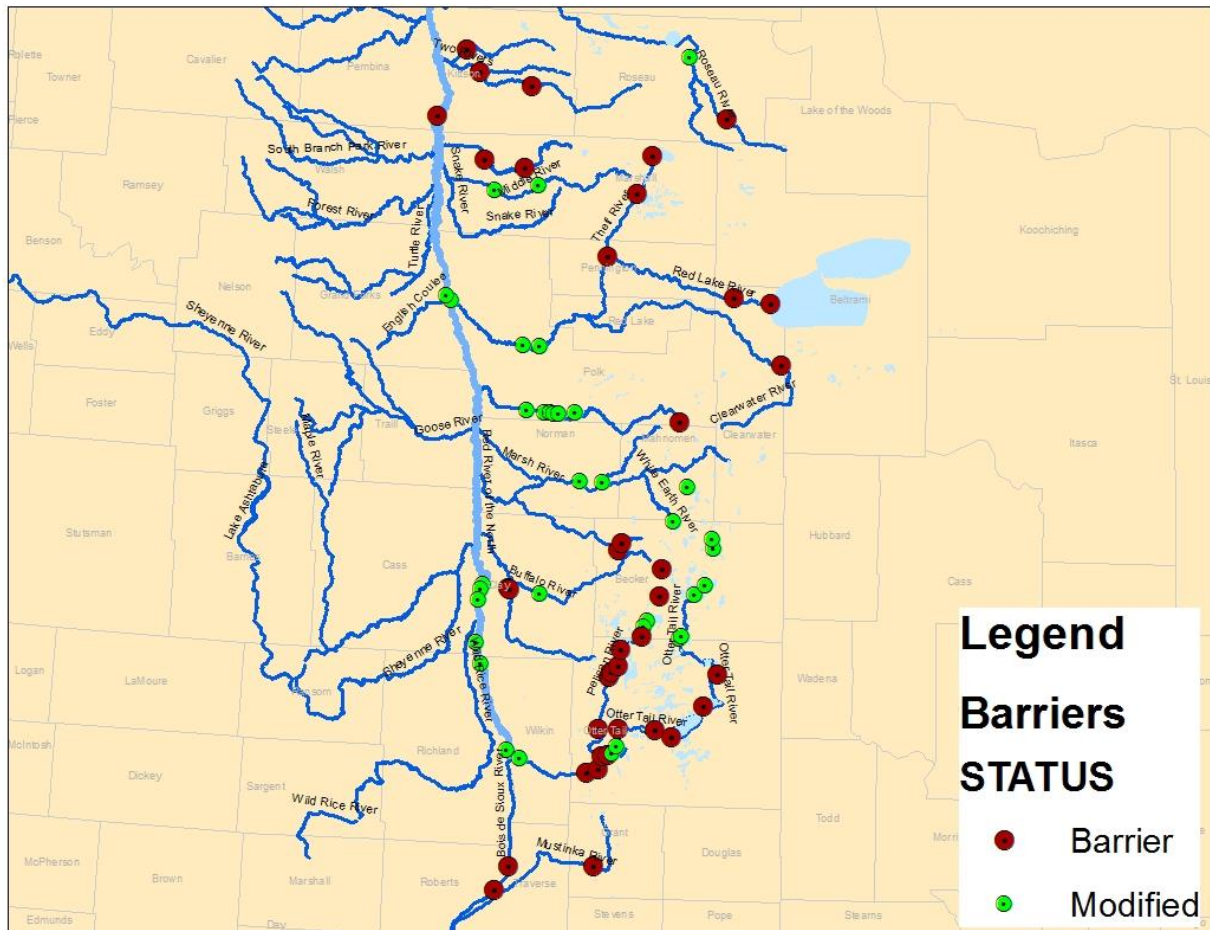 Rolette
Towner
Cavalier
Pembina
Two Rivers
Kittson
Roseau
Roseau River
Lake of the Woods
Pierce
South Branch Park River
Walsh
Snake River
Middle River
Marshall
Ramsey
Forest River
Snake River
Thief River
Turtle River
Koochiching
Benson
Pennington
Red Lake River
Nelson
Grand Forks
Beltrami
English Coulee
Sheyenne River
Eddy
Red Lake
Wells
Polk
St. Louis
Foster
Griggs
Steele
Maple River
Traill
Goose River
Clearwater River
Norman
Mahnomen
Clearwater
Itasca
Marsh River
White Earth River
Red River of the North
Lake Ashtabula
Stutsman
Barnes
Cass
Hubbard
Cass
Clay
Buffalo River
Becker
Otter Tail River
Sheyenne River
Wild Rice River
Pelican River
Otter Tail River
Logan
LaMoure
Ransom
Wadena
Otter Tail River
Otter Tail
McIntosh
Dickey
Sargent
Richland
Wilkin
Bois de Sioux River
Wild Rice River
Todd
Grant
Douglas
Mustinka River
McPherson
Brown
Marshall
Roberts
Traverse
Edmunds
Day
Stevens
Pope
Stearns
Legend
Barriers
STATUS
Barrier
Modified